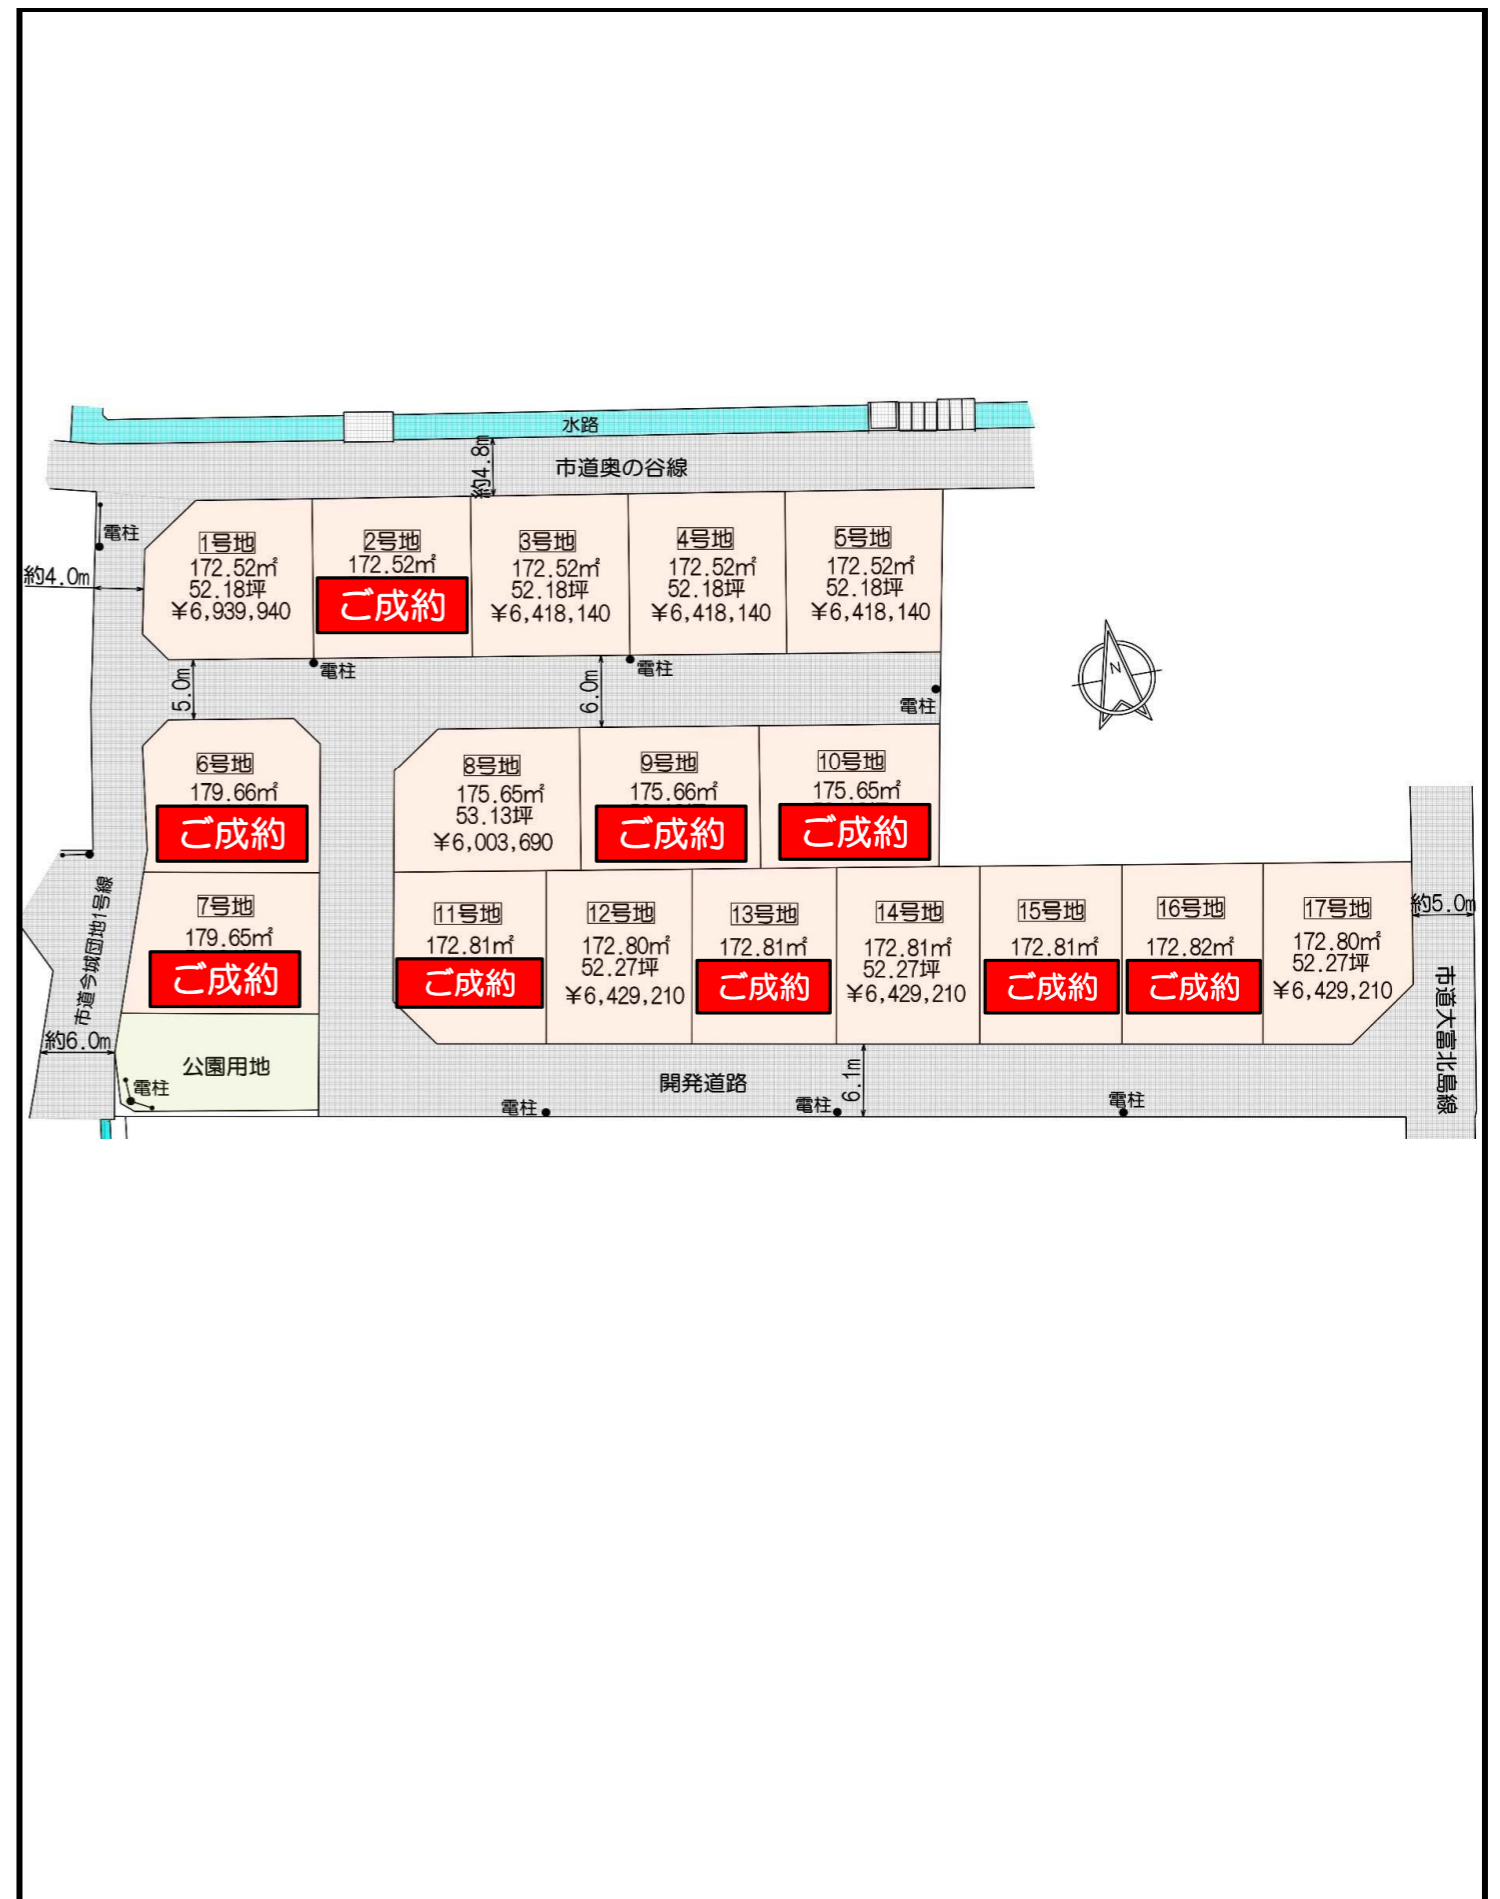 水路
約4.8m
市道奥の谷線
電柱
約4.0m
1号地
172.52㎡
52.18坪
¥6,939,940
2号地
172.52㎡
ご成約
3号地
172.52㎡
52.18坪
¥6,418,140
4号地
172.52㎡
52.18坪
¥6,418,140
5号地
172.52㎡
52.18坪
¥6,418,140
電柱
電柱
電柱
5.0m
6.0m
N
6号地
179.66㎡
ご成約
7号地
179.65㎡
ご成約
8号地
175.65㎡
53.13坪
¥6,003,690
9号地
175.66㎡
ご成約
10号地
175.65㎡
ご成約
11号地
172.81㎡
ご成約
12号地
172.80㎡
52.27坪
¥6,429,210
13号地
172.81㎡
ご成約
14号地
172.81㎡
52.27坪
¥6,429,210
15号地
172.81㎡
ご成約
16号地
172.82㎡
ご成約
17号地
172.80㎡
52.27坪
¥6,429,210
約5.0m
市道大富北島線
市道今城団地1号線
約6.0m
公園用地
電柱
開発道路
6.1m
電柱
電柱
電柱